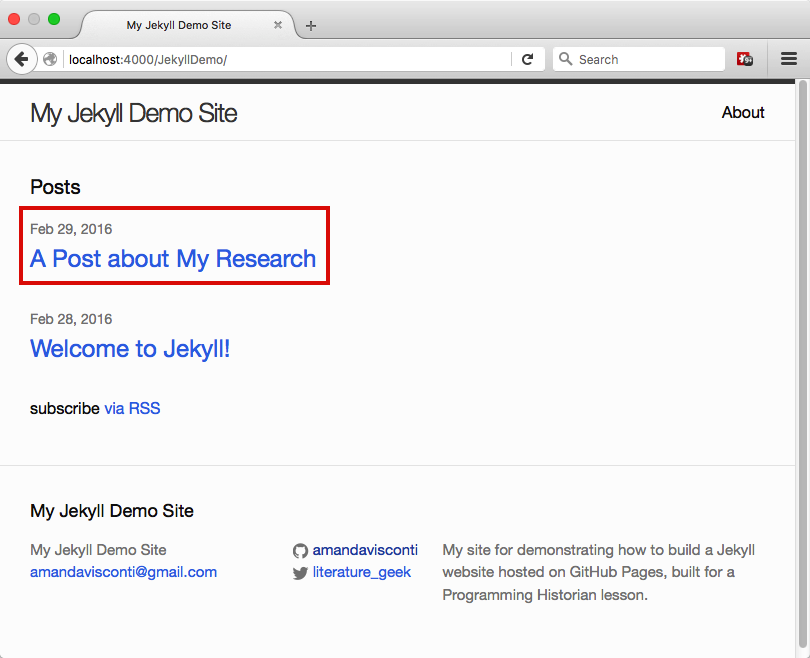 My Jekyll Demo Site
localhost:4000/JekyllDemo/
Search
9+
My Jekyll Demo Site
About
Posts
Feb 29, 2016
A Post about My Research
Feb 28, 2016
Welcome to Jekyll!
subscribe via RSS
My Jekyll Demo Site
My Jekyll Demo Site
amandavisconti@gmail.com
amandavisconti
literature_geek
My site for demonstrating how to build a Jekyll
website hosted on GitHub Pages, built for a
Programming Historian lesson.